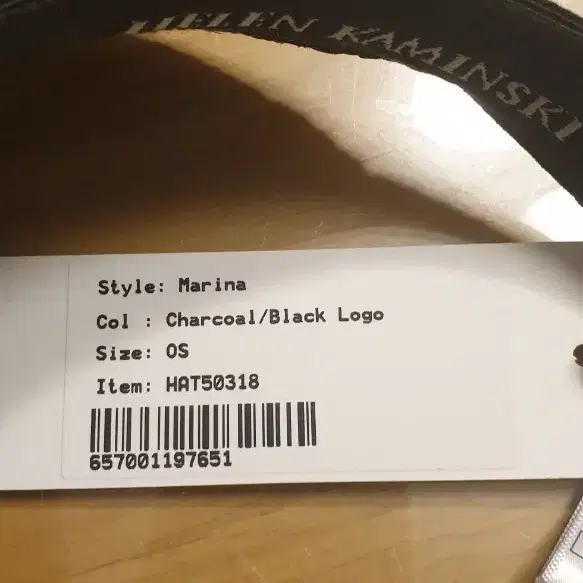 HELEN KAMINSKI
Style: Marina
Col : Charcoal/Black Logo
Size: OS
Item: HAT50318
657001197651